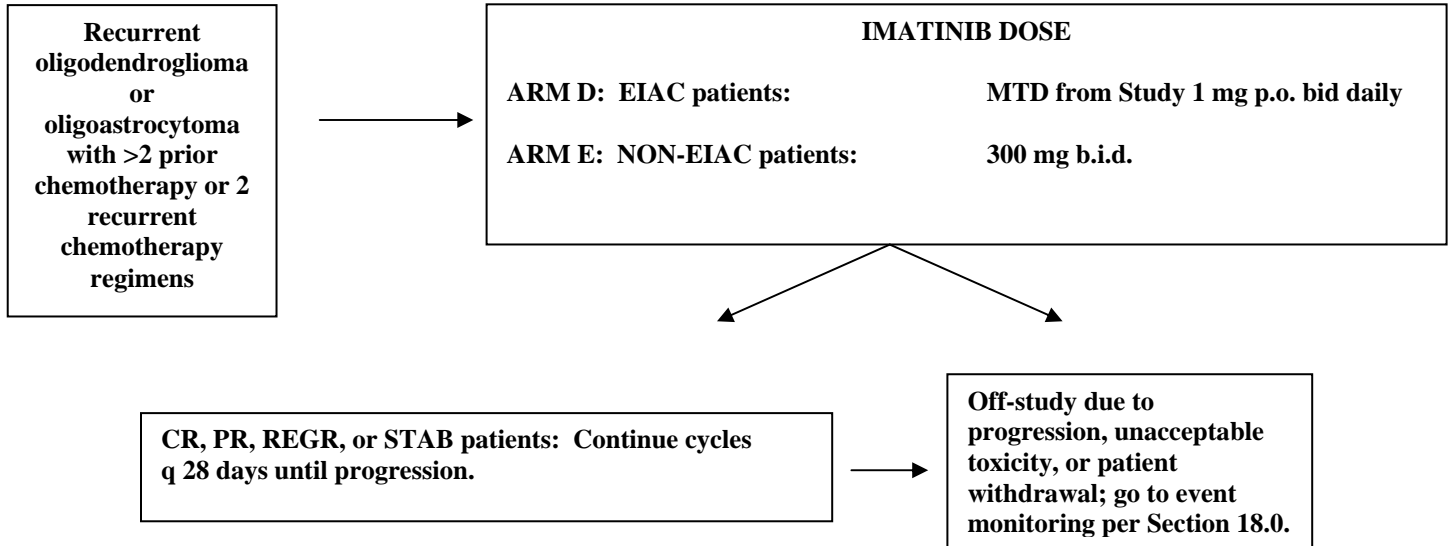 Recurrent
oligodendroglioma
or
oligoastrocytoma
with >2 prior
chemotherapy or 2
recurrent
chemotherapy
regimens
IMATINIB DOSE
ARM D: EIAC patients: MTD from Study 1 mg p.o. bid daily
ARM E: NON-EIAC patients: 300 mg b.i.d.
CR, PR, REGR, or STAB patients: Continue cycles
q 28 days until progression.
Off-study due to
progression, unacceptable
toxicity, or patient
withdrawal; go to event
monitoring per Section 18.0.